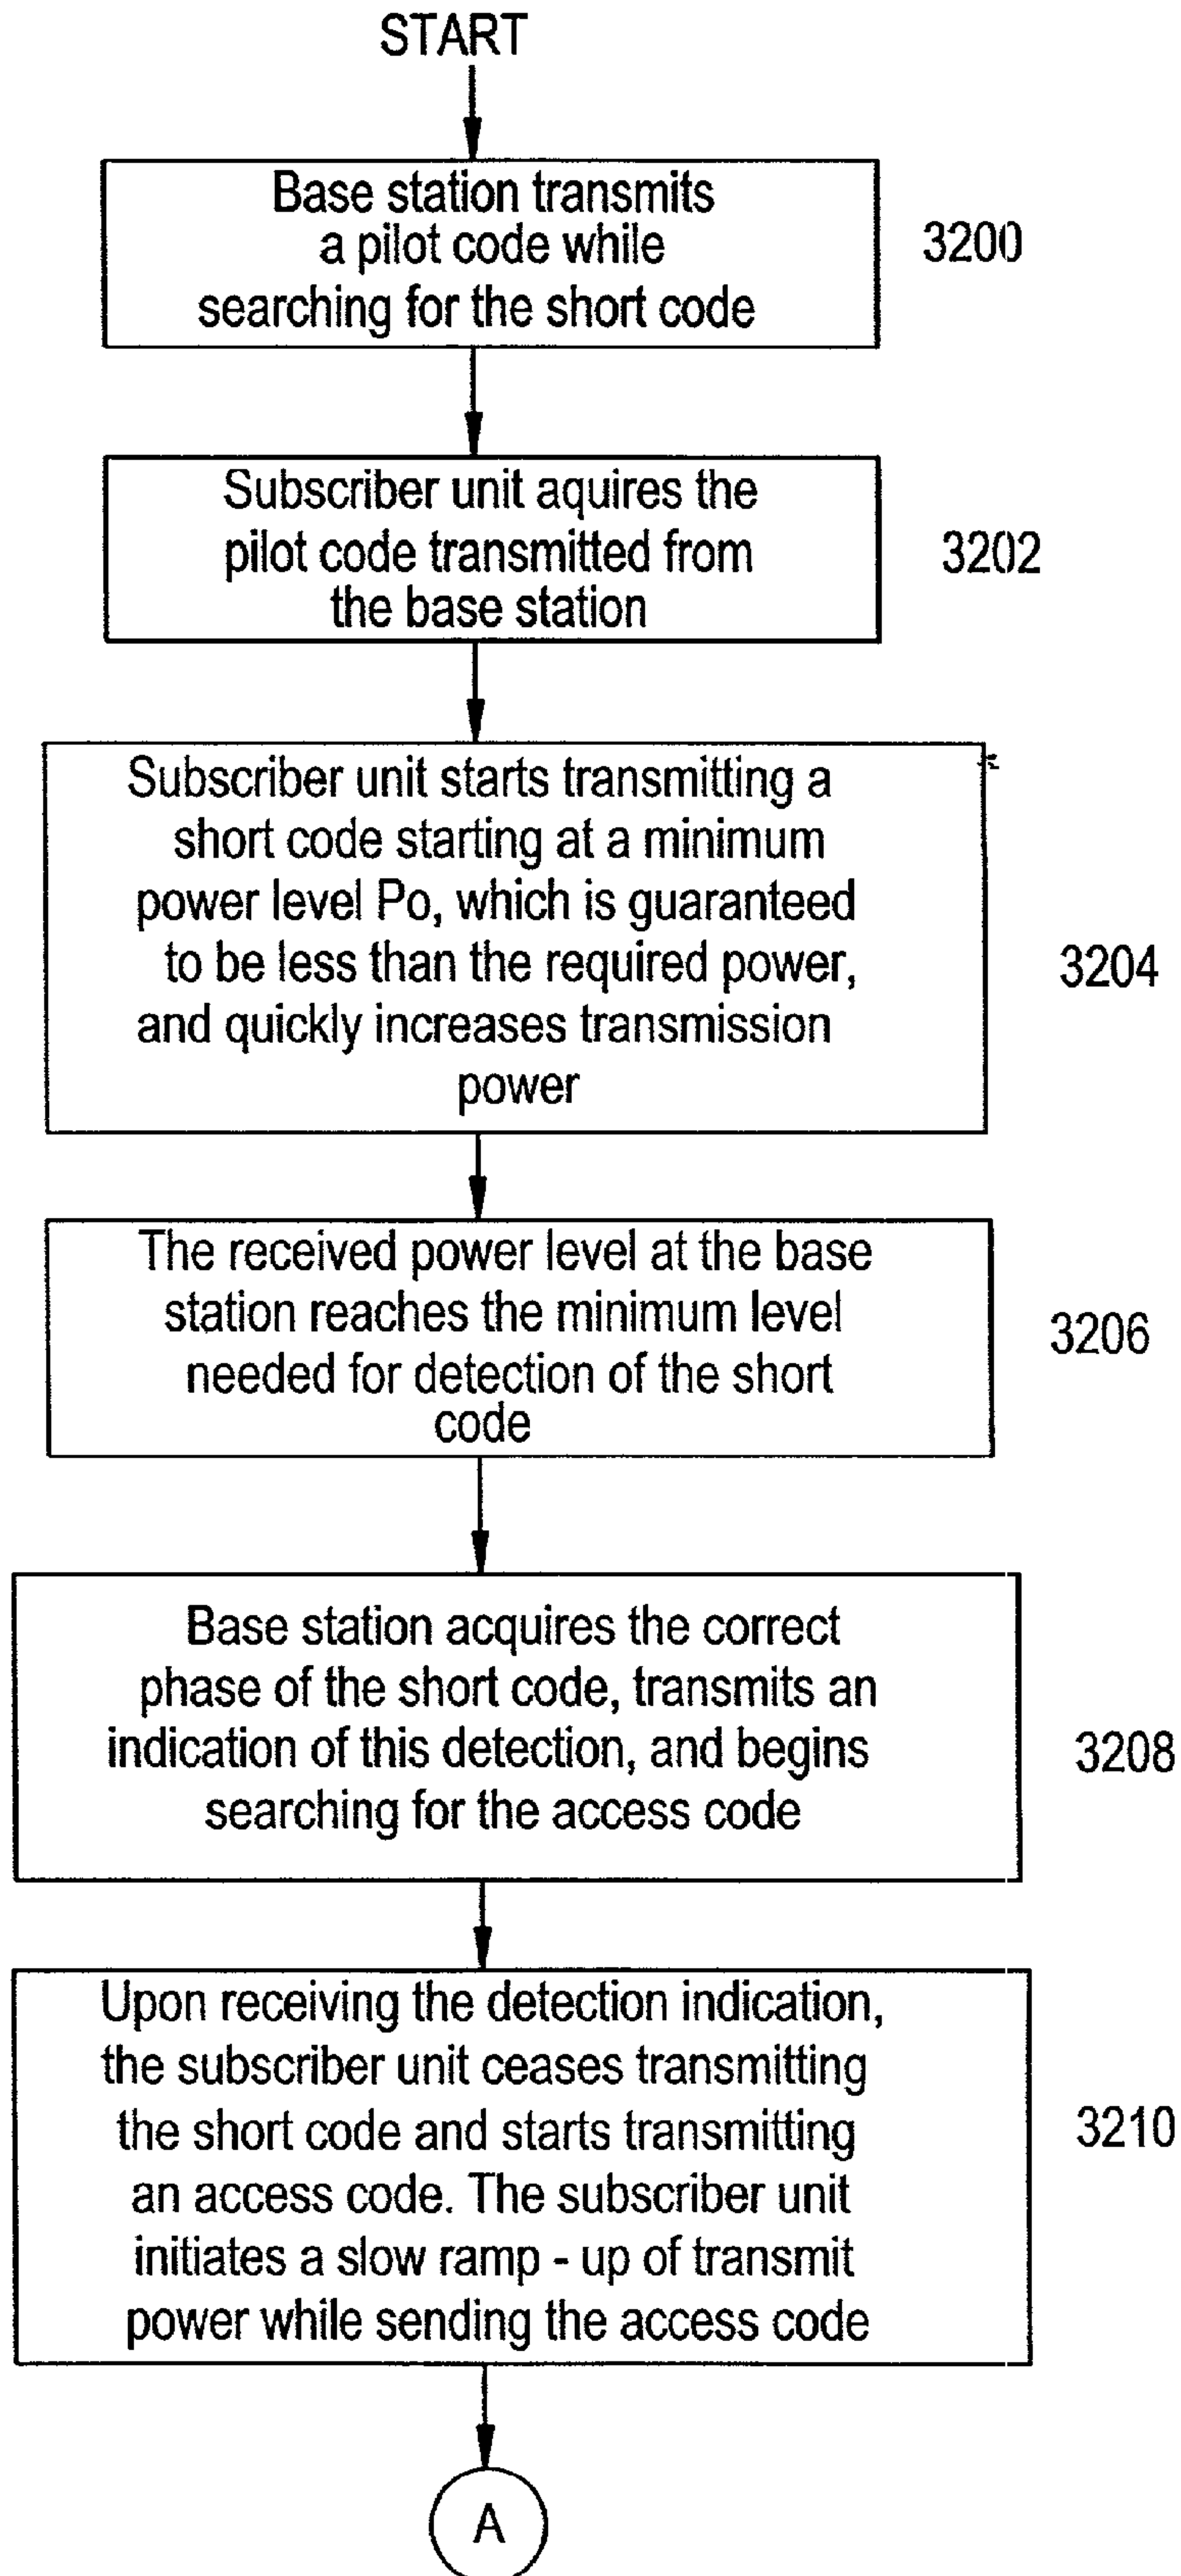 START
Base station transmits
a pilot code while
searching for the short code
3200
Subscriber unit aquires the
pilot code transmitted from
the base station
3202
Subscriber unit starts transmitting a
short code starting at a minimum
power level Po, which is guaranteed
to be less than the required power,
and quickly increases transmission
power
3204
The received power level at the base
station reaches the minimum level
needed for detection of the short
code
3206
Base station acquires the correct
phase of the short code, transmits an
indication of this detection, and begins
searching for the access code
3208
Upon receiving the detection indication,
the subscriber unit ceases transmitting
the short code and starts transmitting
an access code. The subscriber unit
initiates a slow ramp - up of transmit
power while sending the access code
3210
A